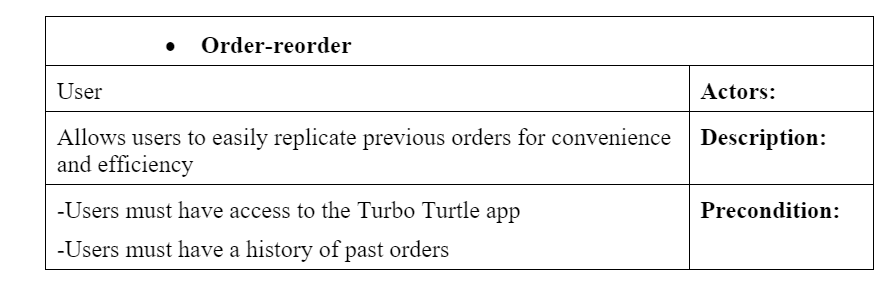 • Order-reorder
User
Actors:
Allows users to easily replicate previous orders for convenience
and efficiency
Description:
-Users must have access to the Turbo Turtle app
-Users must have a history of past orders
Precondition: